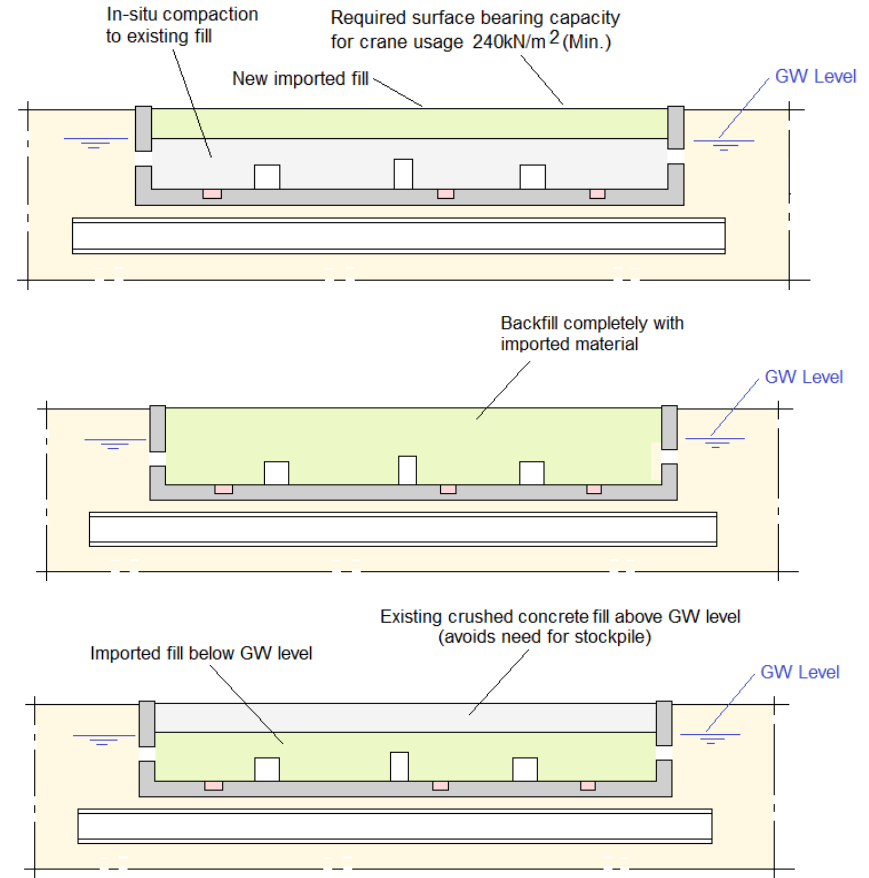 In-situ compaction
to existing fill
Required surface bearing capacity
for crane usage 240kN/m² (Min.)
New imported fill
GW Level
Backfill completely with
imported material
GW Level
Existing crushed concrete fill above GW level
(avoids need for stockpile)
Imported fill below GW level
GW Level